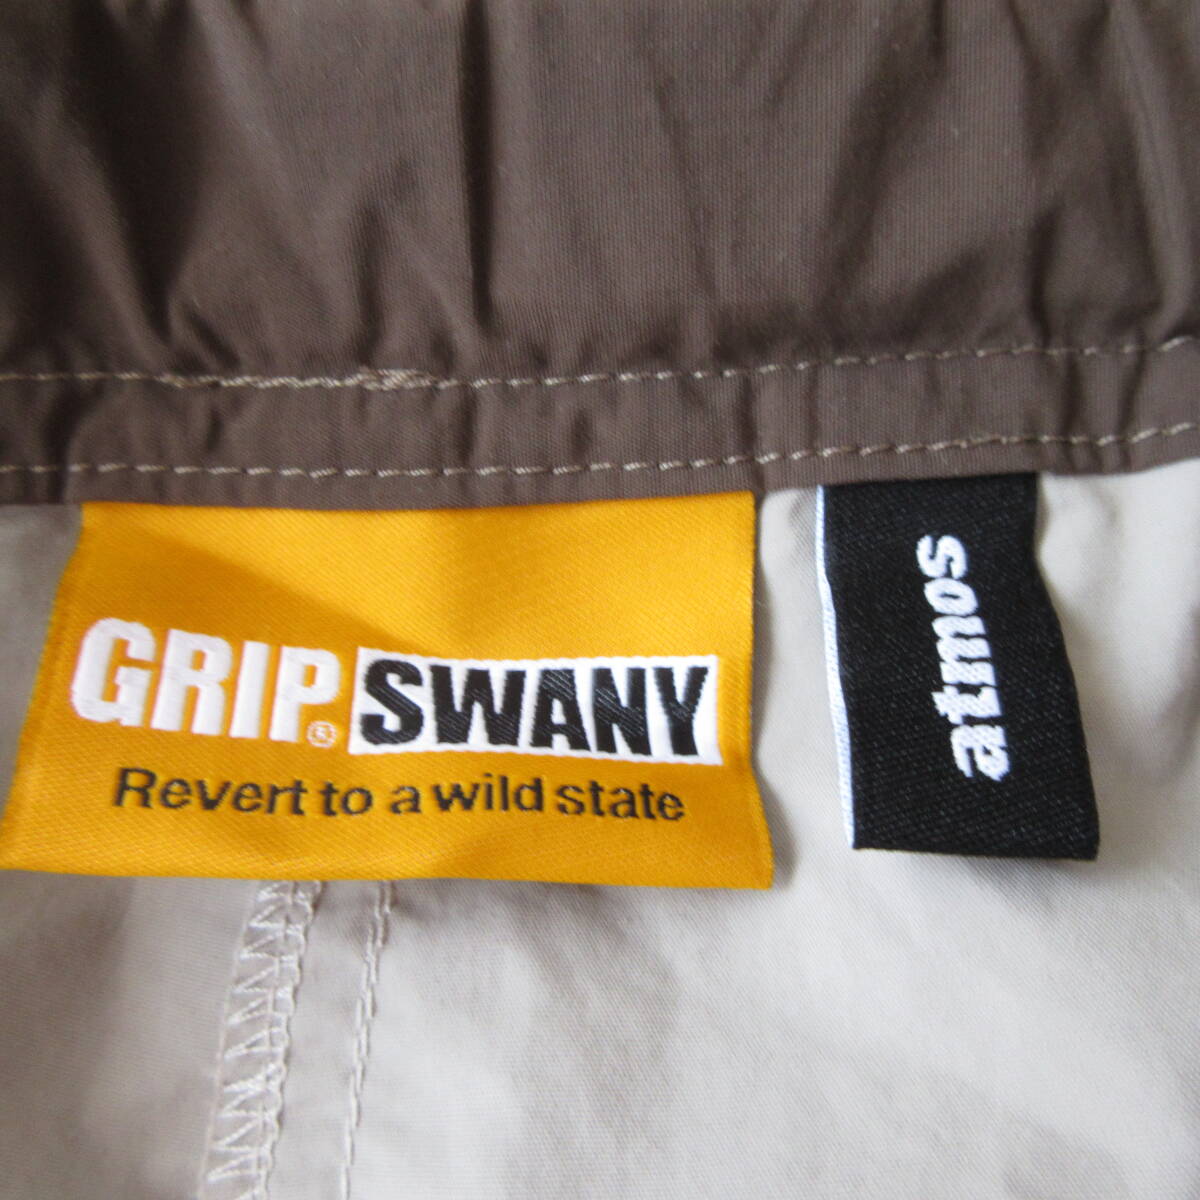 GRIP® SWANY
Revert to a wild state
atmos